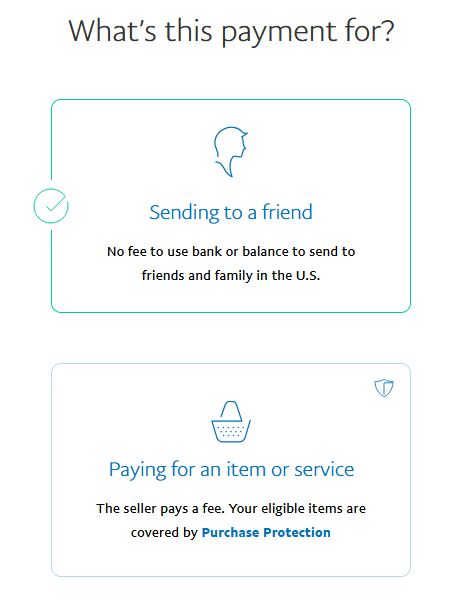 What's this payment for?
Sending to a friend
No fee to use bank or balance to send to
friends and family in the U.S.
Paying for an item or service
The seller pays a fee. Your eligible items are
covered by Purchase Protection